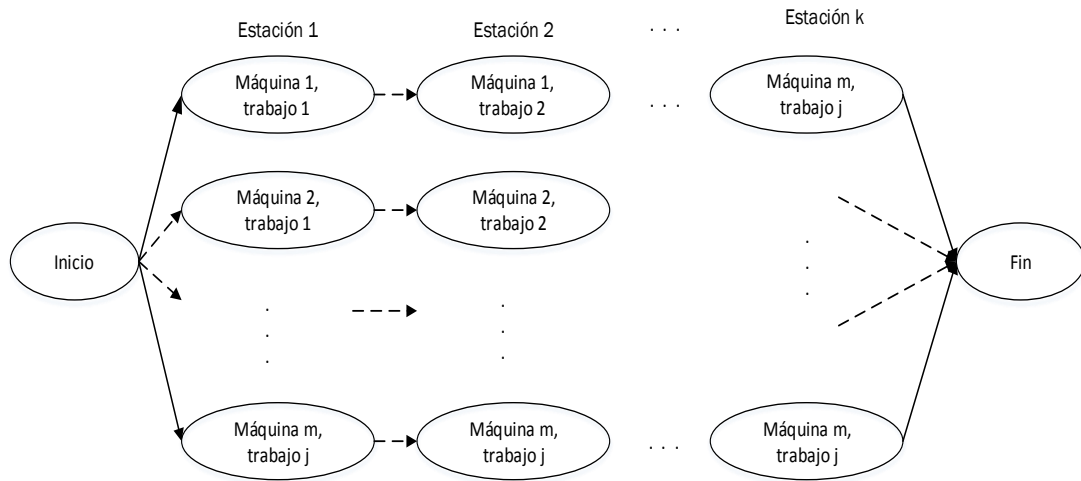 Estación 1
Estación 2
. . .
Estación k
Máquina 1,
trabajo 1
Máquina 1,
trabajo 2
. . .
Máquina m,
trabajo j
Máquina 2,
trabajo 1
Máquina 2,
trabajo 2
Inicio
Fin
Máquina m,
trabajo j
Máquina m,
trabajo j
. . .
Máquina m,
trabajo j